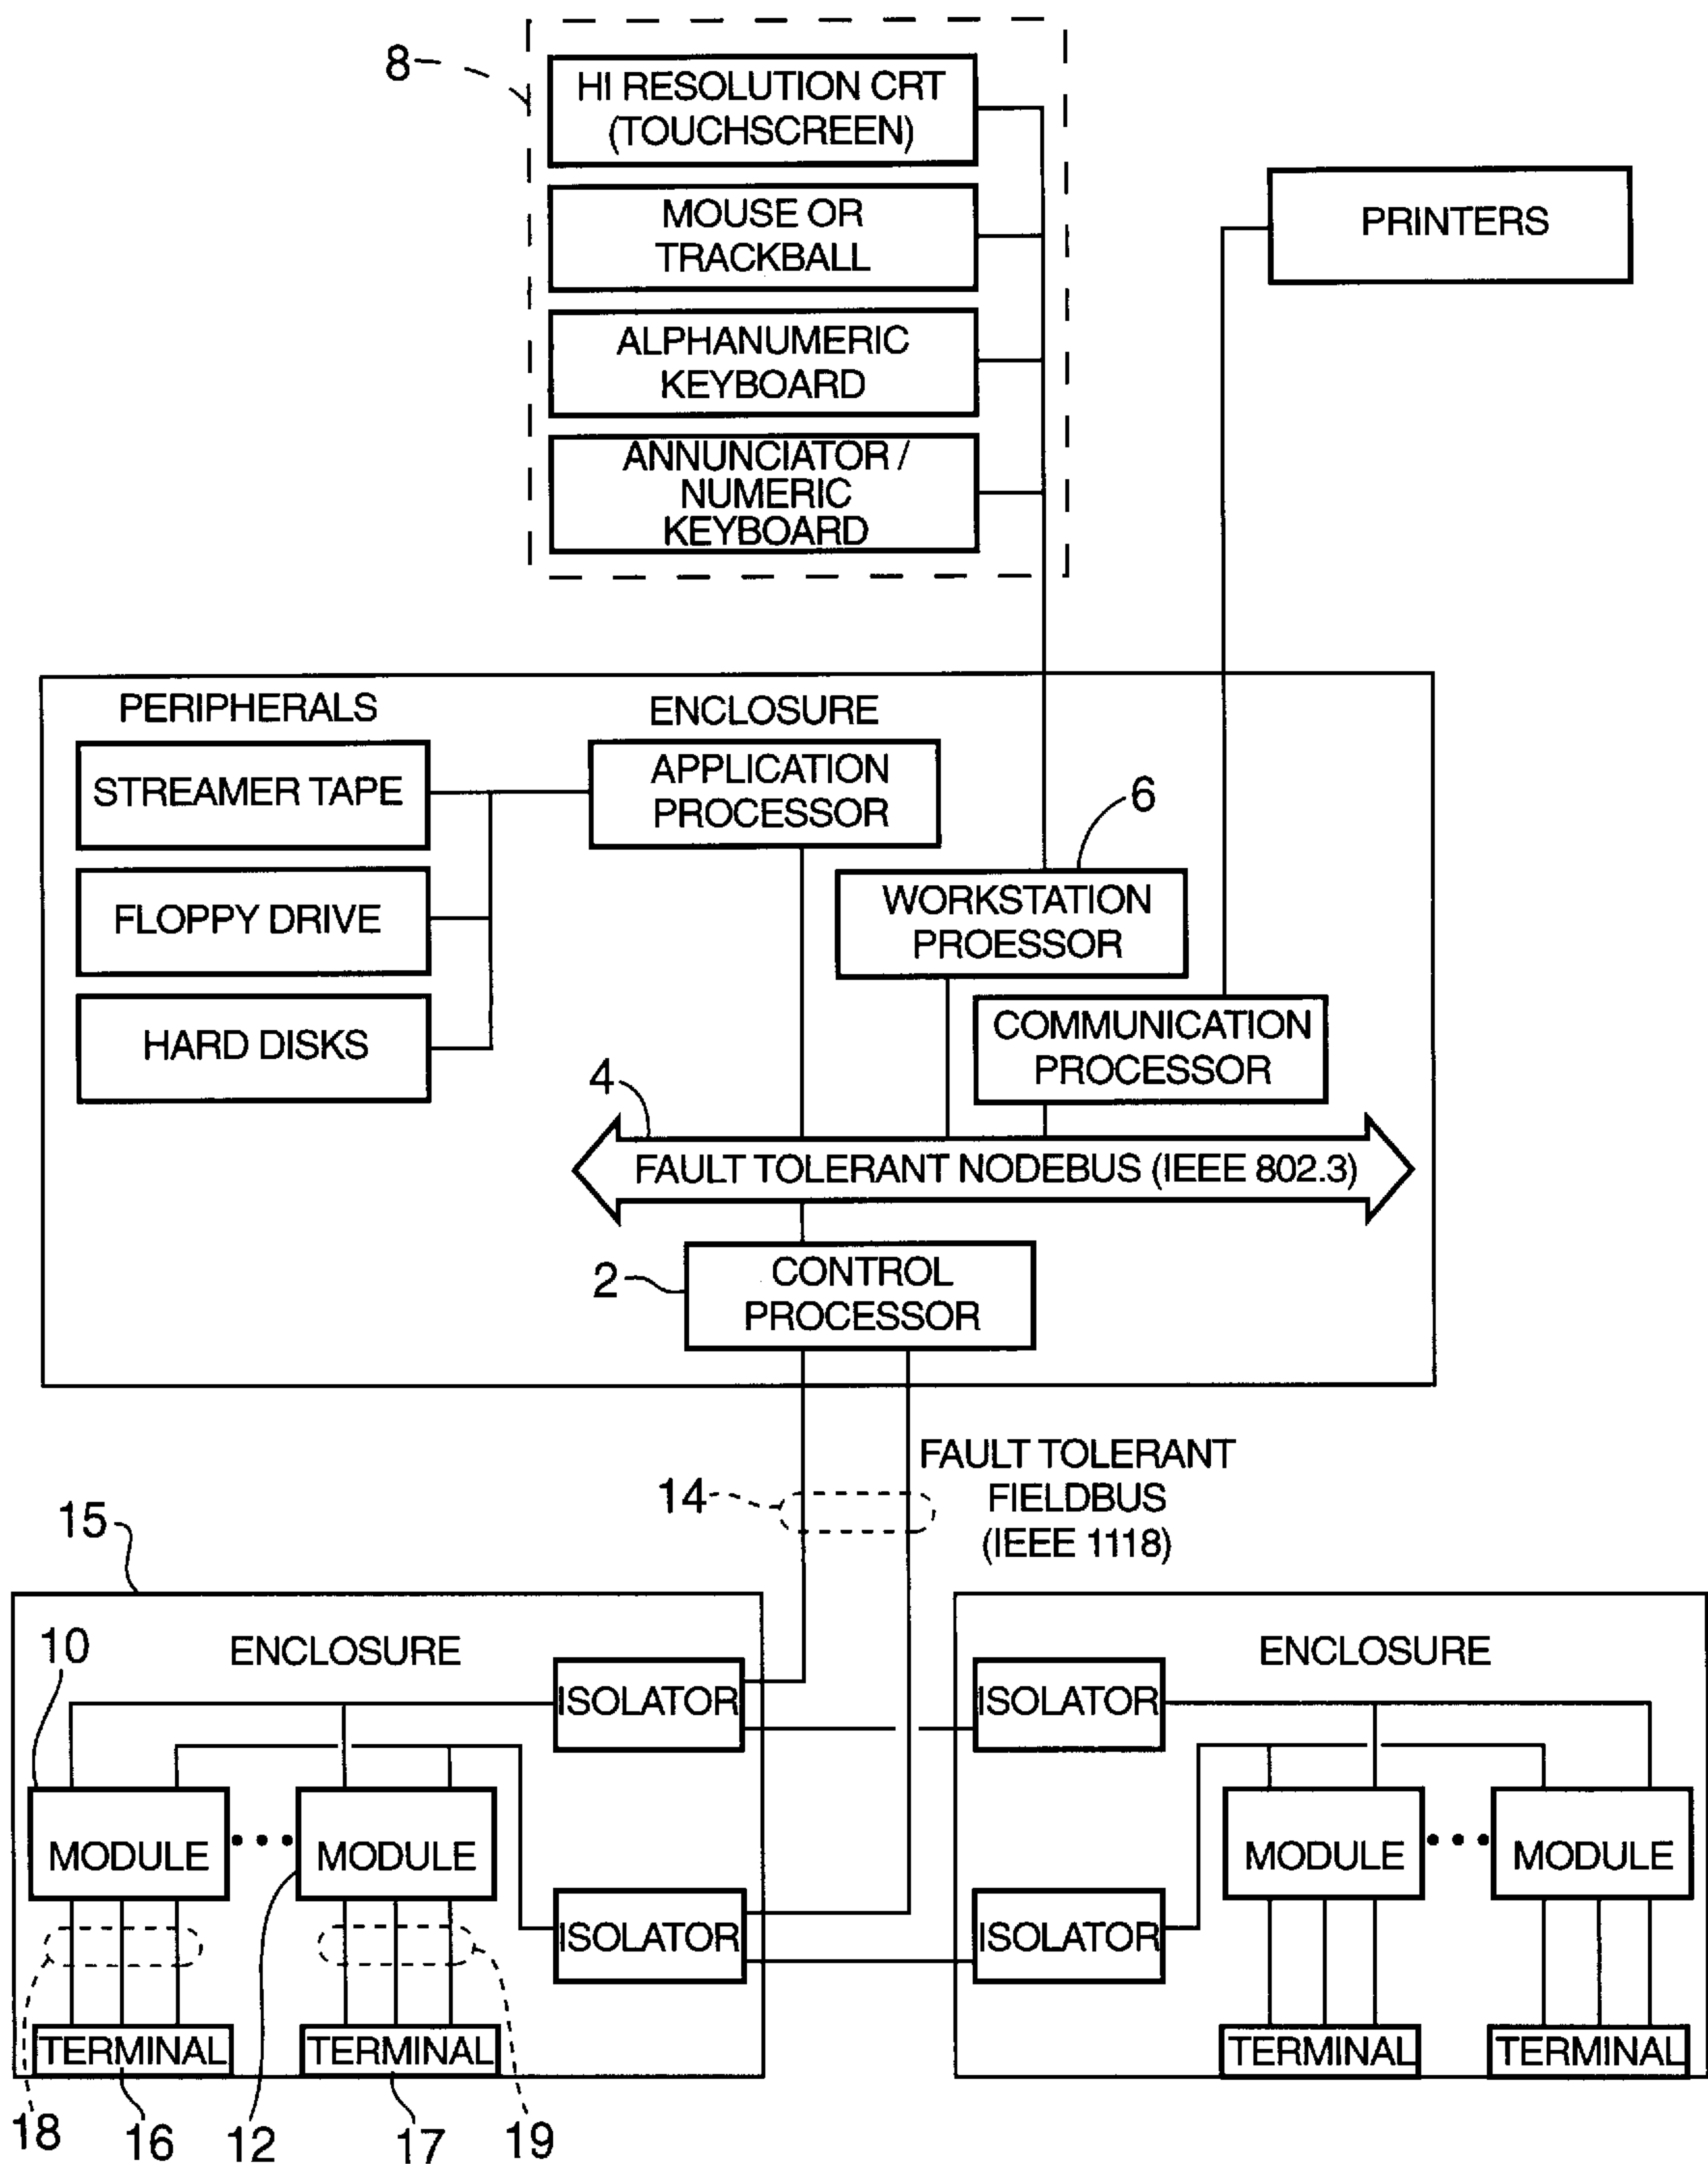 8
HI RESOLUTION CRT
(TOUCHSCREEN)
MOUSE OR
TRACKBALL
ALPHANUMERIC
KEYBOARD
ANNUNCIATOR /
NUMERIC
KEYBOARD
PRINTERS
PERIPHERALS
ENCLOSURE
STREAMER TAPE
FLOPPY DRIVE
HARD DISKS
APPLICATION
PROCESSOR
6
WORKSTATION
PROESSOR
COMMUNICATION
PROCESSOR
4
FAULT TOLERANT NODEBUS (IEEE 802.3)
2
CONTROL
PROCESSOR
14
FAULT TOLERANT
FIELDBUS
(IEEE 1118)
15
10
ENCLOSURE
ISOLATOR
MODULE
MODULE
ISOLATOR
TERMINAL
TERMINAL
18
16
12
17
19
ENCLOSURE
ISOLATOR
MODULE
MODULE
ISOLATOR
TERMINAL
TERMINAL